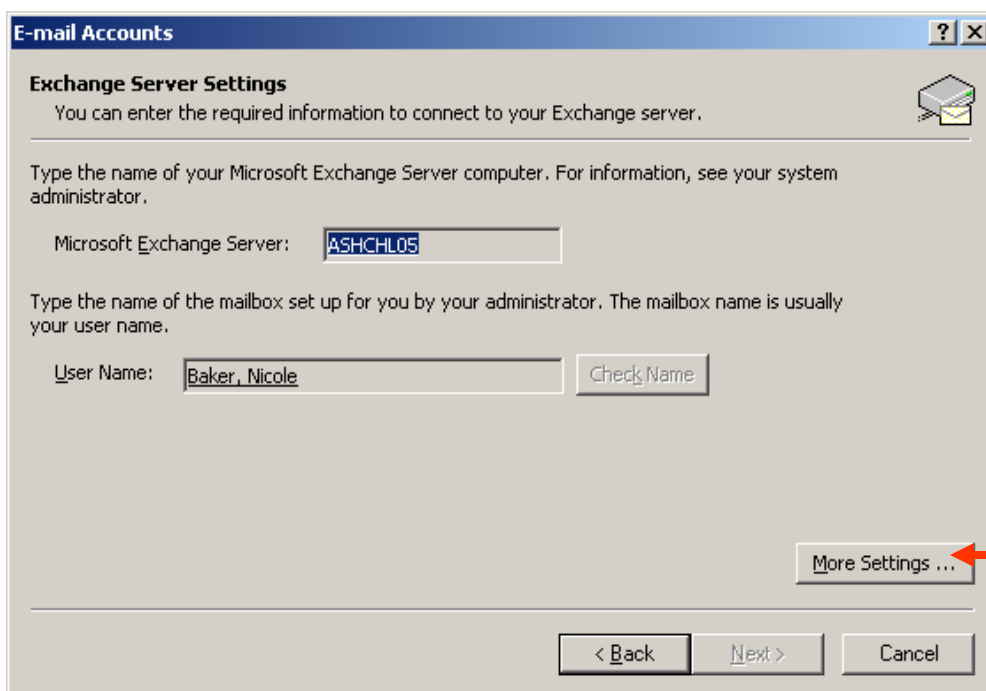 E-mail Accounts
Exchange Server Settings
You can enter the required information to connect to your Exchange server.
Type the name of your Microsoft Exchange Server computer. For information, see your system
administrator.
Microsoft Exchange Server: ASHCHL05
Type the name of the mailbox set up for you by your administrator. The mailbox name is usually
your user name.
User Name: Baker, Nicole Check Name
More Settings ...
< Back Next > Cancel